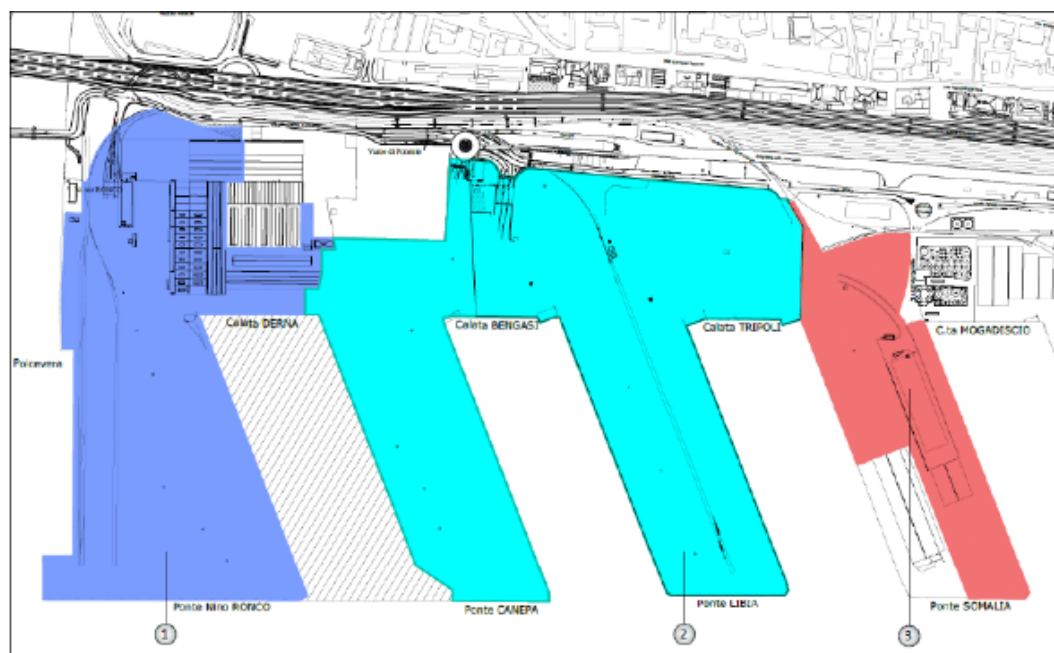 RONCO
Calata DERNA
Calata BENGASI
Calata TRIPOLI
C.ta MOGADISCIO
Polcevera
Ponte Nino RONCO
Ponte CANEPA
Ponte LIBIA
Ponte SOMALIA
1
2
3